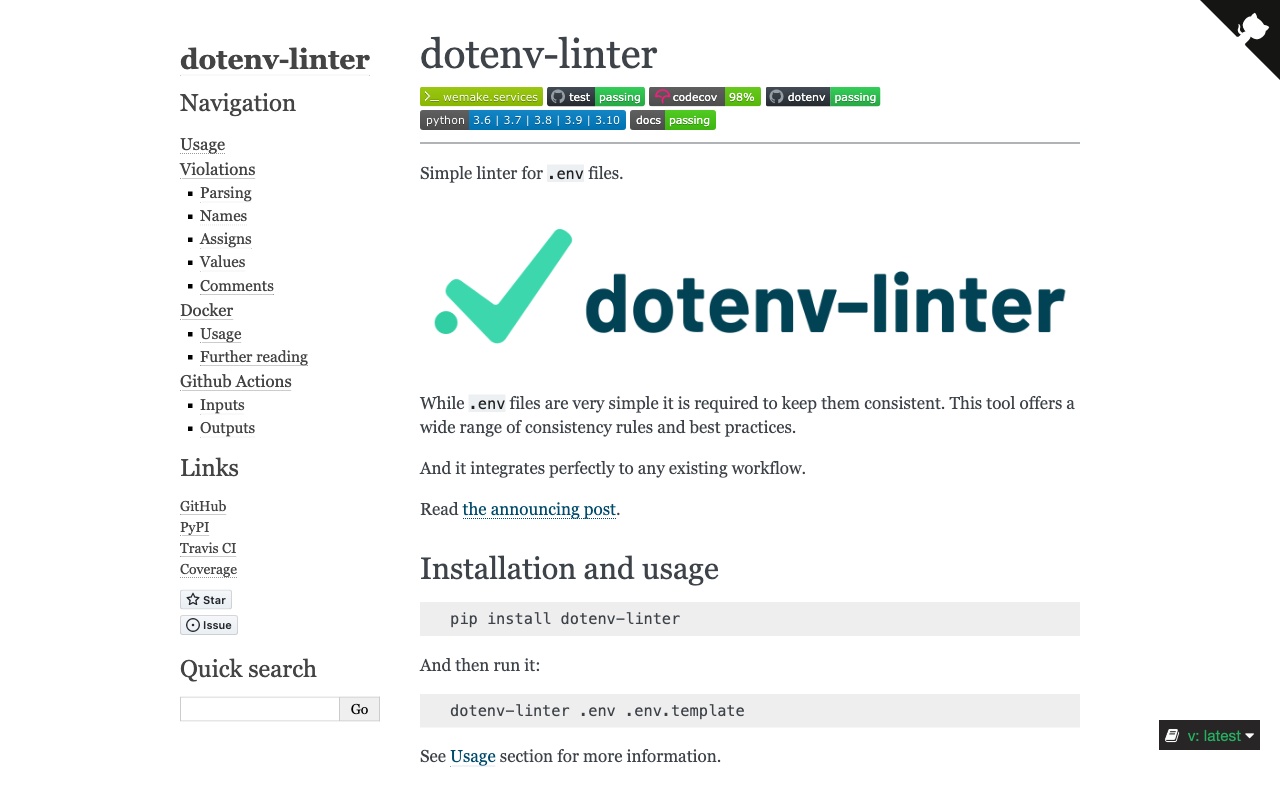 dotenv-linter
Navigation
Usage
Violations
Parsing
Names
Assigns
Values
Comments
Docker
Usage
Further reading
Github Actions
Inputs
Outputs
Links
GitHub
PyPI
Travis CI
Coverage
Star
Issue
Quick search
Go
dotenv-linter
wemake.services test passing codecov 98% dotenv passing
python 3.6 | 3.7 | 3.8 | 3.9 | 3.10 docs passing
Simple linter for .env files.
dotenv-linter
While .env files are very simple it is required to keep them consistent. This tool offers a
wide range of consistency rules and best practices.
And it integrates perfectly to any existing workflow.
Read the announcing post.
Installation and usage
pip install dotenv-linter
And then run it:
dotenv-linter .env .env.template
See Usage section for more information.
v: latest